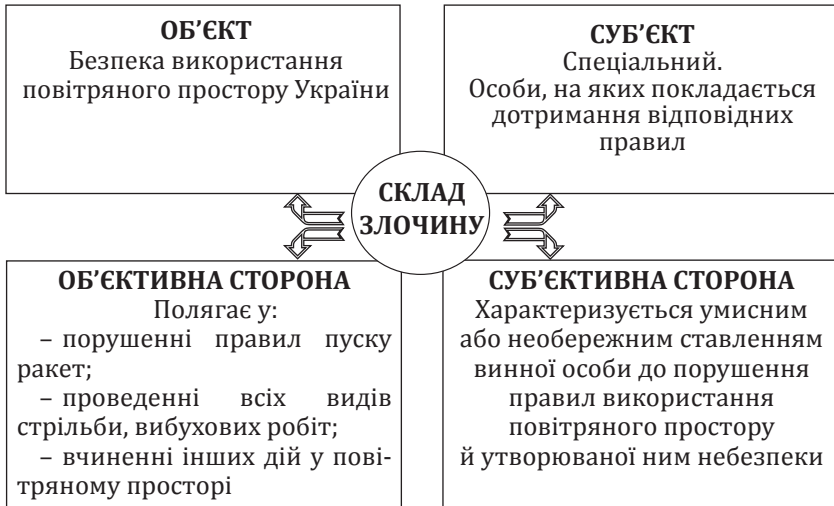 ОБ’ЄКТ
Безпека використання
повітряного простору України
СУБ’ЄКТ
Спеціальний.
Особи, на яких покладається
дотримання відповідних
правил
СКЛАД
ЗЛОЧИНУ
ОБ’ЄКТИВНА СТОРОНА
Полягає у:
– порушенні правил пуску
ракет;
– проведенні всіх видів
стрільби, вибухових робіт;
– вчиненні інших дій у пові-
тряному просторі
СУБ’ЄКТИВНА СТОРОНА
Характеризується умисним
або необережним ставленням
винної особи до порушення
правил використання
повітряного простору
й утворюваної ним небезпеки